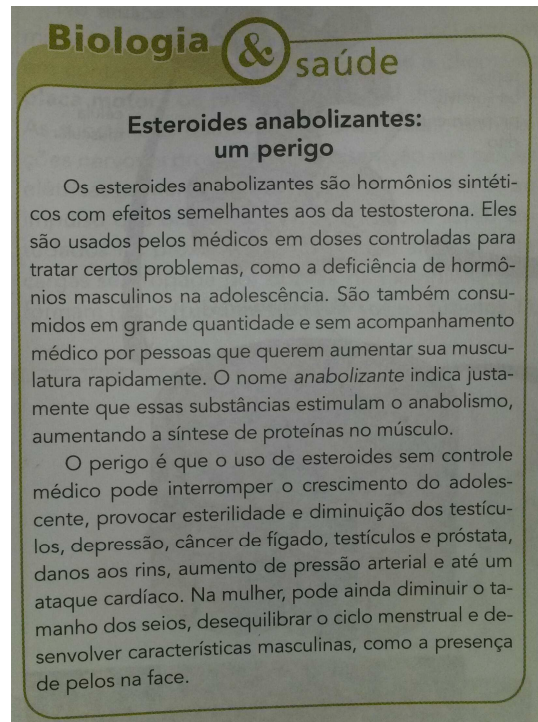 Biologia & saúde
Esteroides anabolizantes:
um perigo
Os esteroides anabolizantes são hormônios sintéti-
cos com efeitos semelhantes aos da testosterona. Eles
são usados pelos médicos em doses controladas para
tratar certos problemas, como a deficiência de hormô-
nios masculinos na adolescência. São também consu-
midos em grande quantidade e sem acompanhamento
médico por pessoas que querem aumentar sua muscu-
latura rapidamente. O nome anabolizante indica justa-
mente que essas substâncias estimulam o anabolismo,
aumentando a síntese de proteínas no músculo.
O perigo é que o uso de esteroides sem controle
médico pode interromper o crescimento do adoles-
cente, provocar esterilidade e diminuição dos testícu-
los, depressão, câncer de fígado, testículos e próstata,
danos aos rins, aumento de pressão arterial e até um
ataque cardíaco. Na mulher, pode ainda diminuir o ta-
manho dos seios, desequilibrar o ciclo menstrual e de-
senvolver características masculinas, como a presença
de pelos na face.